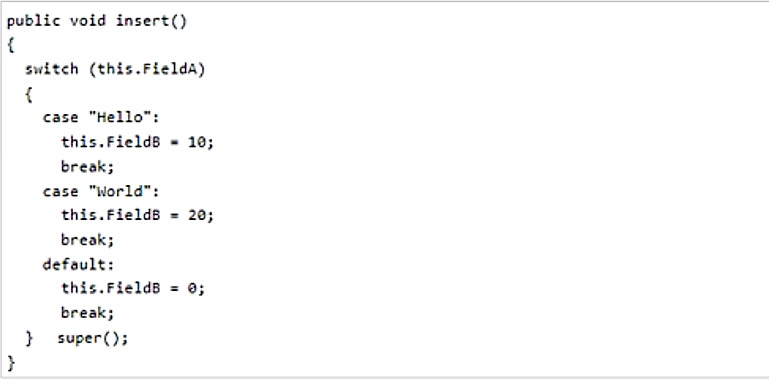 public void insert()
{
  switch (this.FieldA)
  {
    case "Hello":
      this.FieldB = 10;
      break;
    case "World":
      this.FieldB = 20;
      break;
    default:
      this.FieldB = 0;
      break;
  }   super();
}